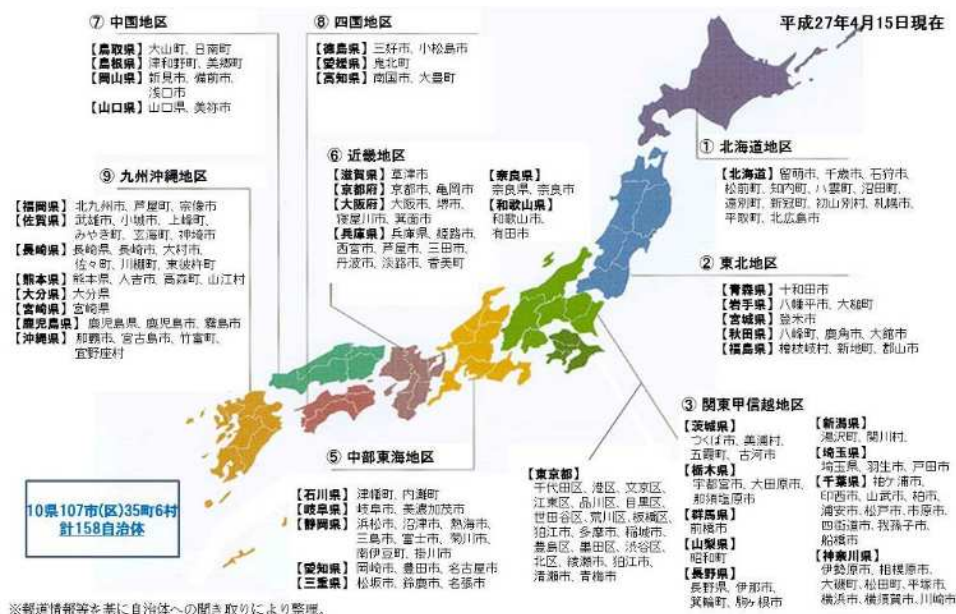 平成27年4月15日現在
⑦ 中国地区
【鳥取県】 大山町、日南町
【島根県】 津和野町、美郷町
【岡山県】 新見市、備前市、
浅口市
【山口県】 山口県、美祢市
⑧ 四国地区
【徳島県】 三好市、小松島市
【愛媛県】 鬼北町
【高知県】 南国市、大豊町
⑥ 近畿地区
【滋賀県】 草津市
【京都府】 京都市、亀岡市
【大阪府】 大阪市、堺市、
寝屋川市、箕面市
【兵庫県】 兵庫県、姫路市、
西宮市、芦屋市、三田市、
丹波市、淡路市、香美町
【奈良県】
奈良県、奈良市
【和歌山県】
和歌山市、
有田市
① 北海道地区
【北海道】 留萌市、千歳市、石狩市、
松前町、知内町、八雲町、沼田町、
遠別町、新冠町、初山別村、札幌市、
平取町、北広島市
⑨ 九州沖縄地区
【福岡県】 北九州市、芦屋町、宗像市
【佐賀県】 武雄市、小城市、上峰町、
みやき町、玄海町、神埼市
【長崎県】 長崎県、長崎市、大村市、
佐々町、川棚町、東彼杵町
【熊本県】 熊本県、人吉市、高森町、山江村
【大分県】 大分県
【宮崎県】 宮崎県
【鹿児島県】 鹿児島県、鹿児島市、霧島市
【沖縄県】 那覇市、宮古島市、竹富町、
宜野座村
② 東北地区
【青森県】 十和田市
【岩手県】 八幡平市、大槌町
【宮城県】 登米市
【秋田県】 八峰町、鹿角市、大館市
【福島県】 檜枝岐村、新地町、郡山市
⑤ 中部東海地区
【石川県】 津幡町、内灘町
【岐阜県】 岐阜市、美濃加茂市
【静岡県】 浜松市、沼津市、熱海市、
三島市、富士市、菊川市、
南伊豆町、掛川市
【愛知県】 岡崎市、豊田市、名古屋市
【三重県】 松坂市、鈴鹿市、名張市
【東京都】
千代田区、港区、文京区、
江東区、品川区、目黒区、
世田谷区、荒川区、板橋区、
狛江市、多摩市、稲城市、
豊島区、墨田区、渋谷区、
北区、綾瀬市、狛江市、
清瀬市、青梅市
③ 関東甲信越地区
【茨城県】
つくば市、美浦村、
五霞町、古河市
【栃木県】
宇都宮市、大田原市、
那須塩原市
【群馬県】
前橋市
【山梨県】
昭和町
【長野県】
長野県、伊那市、
箕輪町、駒ヶ根市
【新潟県】
湯沢町、関川村、
【埼玉県】
埼玉県、羽生市、戸田市
【千葉県】 袖ケ浦市、
印西市、山武市、柏市、
浦安市、松戸市、市原市、
四街道市、我孫子市、
船橋市
【神奈川県】
伊勢原市、相模原市、
大磯町、松田町、平塚市、
横浜市、横須賀市、川崎市
10県107市(区)35町6村
計158自治体
※報道情報等を基に自治体への聞き取りにより整理。